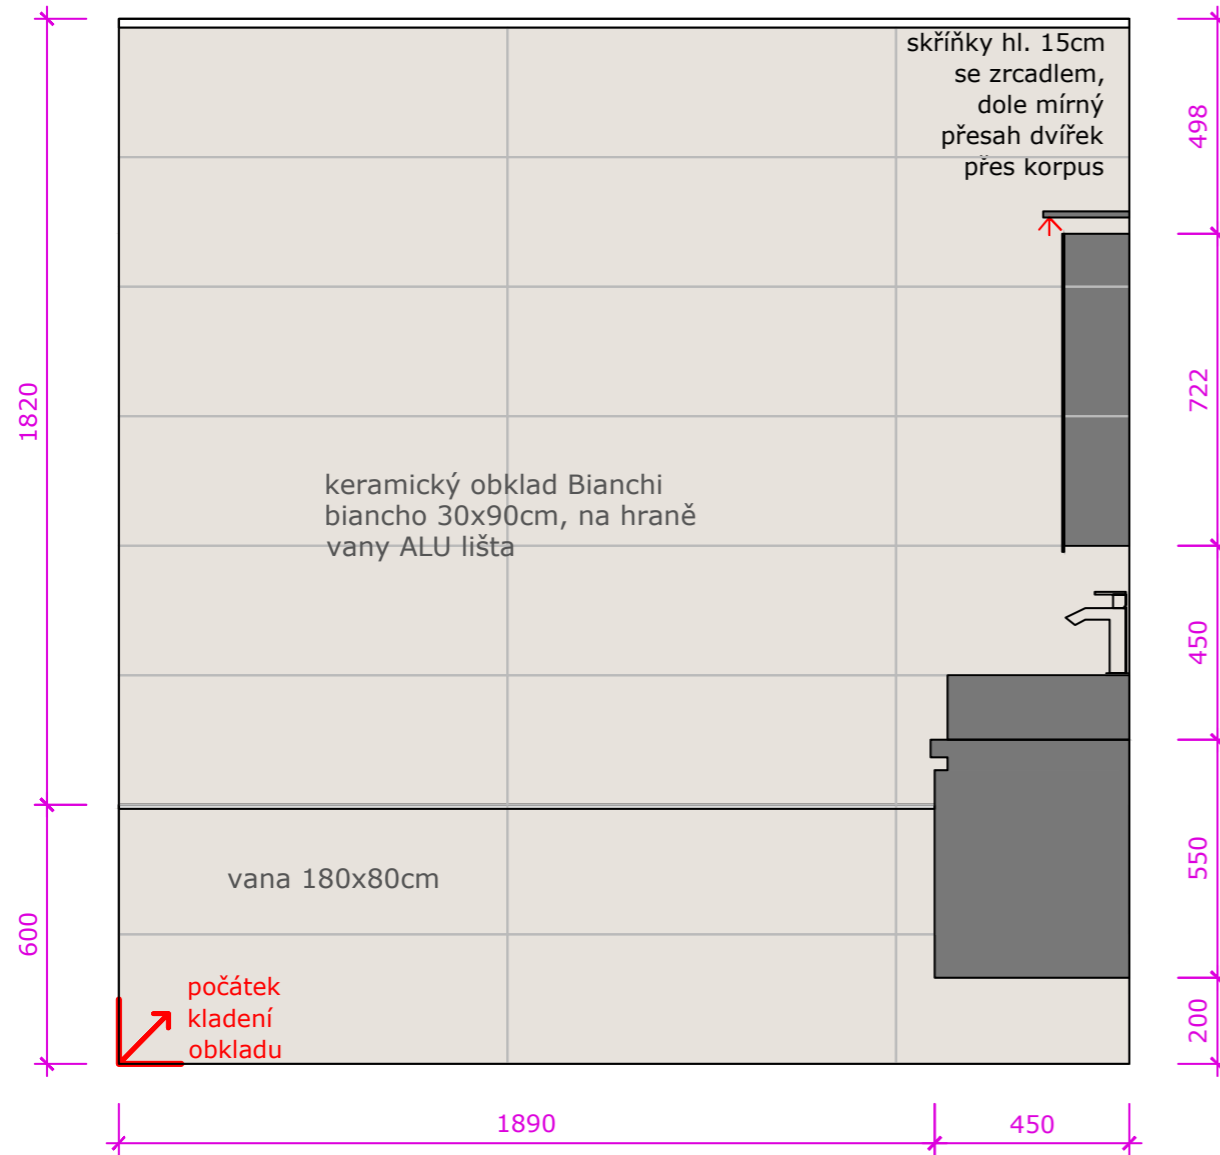 skříňky hl. 15cm
se zrcadlem,
dole mírný
přesah dvířek
přes korpus
498
1820
722
keramický obklad Bianchi
biancho 30x90cm, na hraně
vany ALU lišta
450
vana 180x80cm
550
600
počátek
kladení
obkladu
200
1890
450